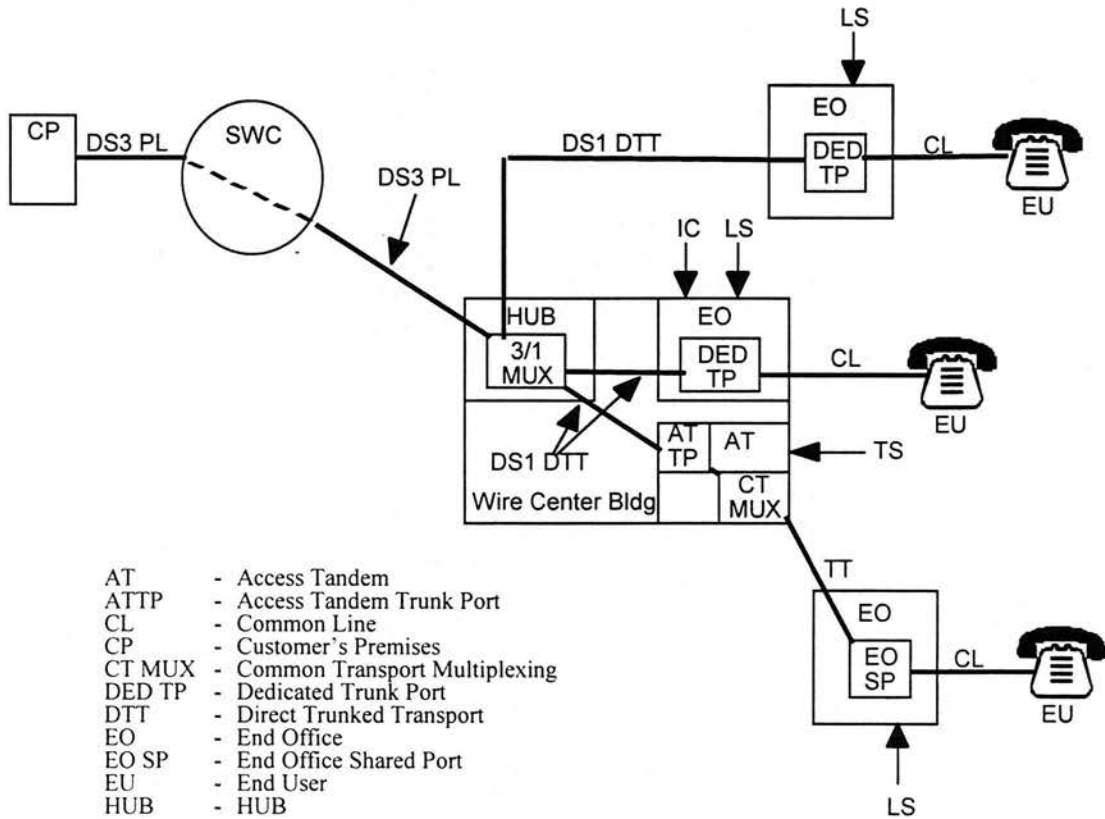 LS
CP
DS3 PL
SWC
EO
DS1 DTT
DED
TP
CL
EU
DS3 PL
IC
LS
HUB
EO
3/1
MUX
DED
TP
CL
EU
AT
TP
AT
TS
DS1 DTT
Wire Center Bldg
CT
MUX
TT
EO
EO
SP
CL
EU
LS
AT - Access Tandem
ATTP - Access Tandem Trunk Port
CL - Common Line
CP - Customer's Premises
CT MUX - Common Transport Multiplexing
DED TP - Dedicated Trunk Port
DTT - Direct Trunked Transport
EO - End Office
EO SP - End Office Shared Port
EU - End User
HUB - HUB